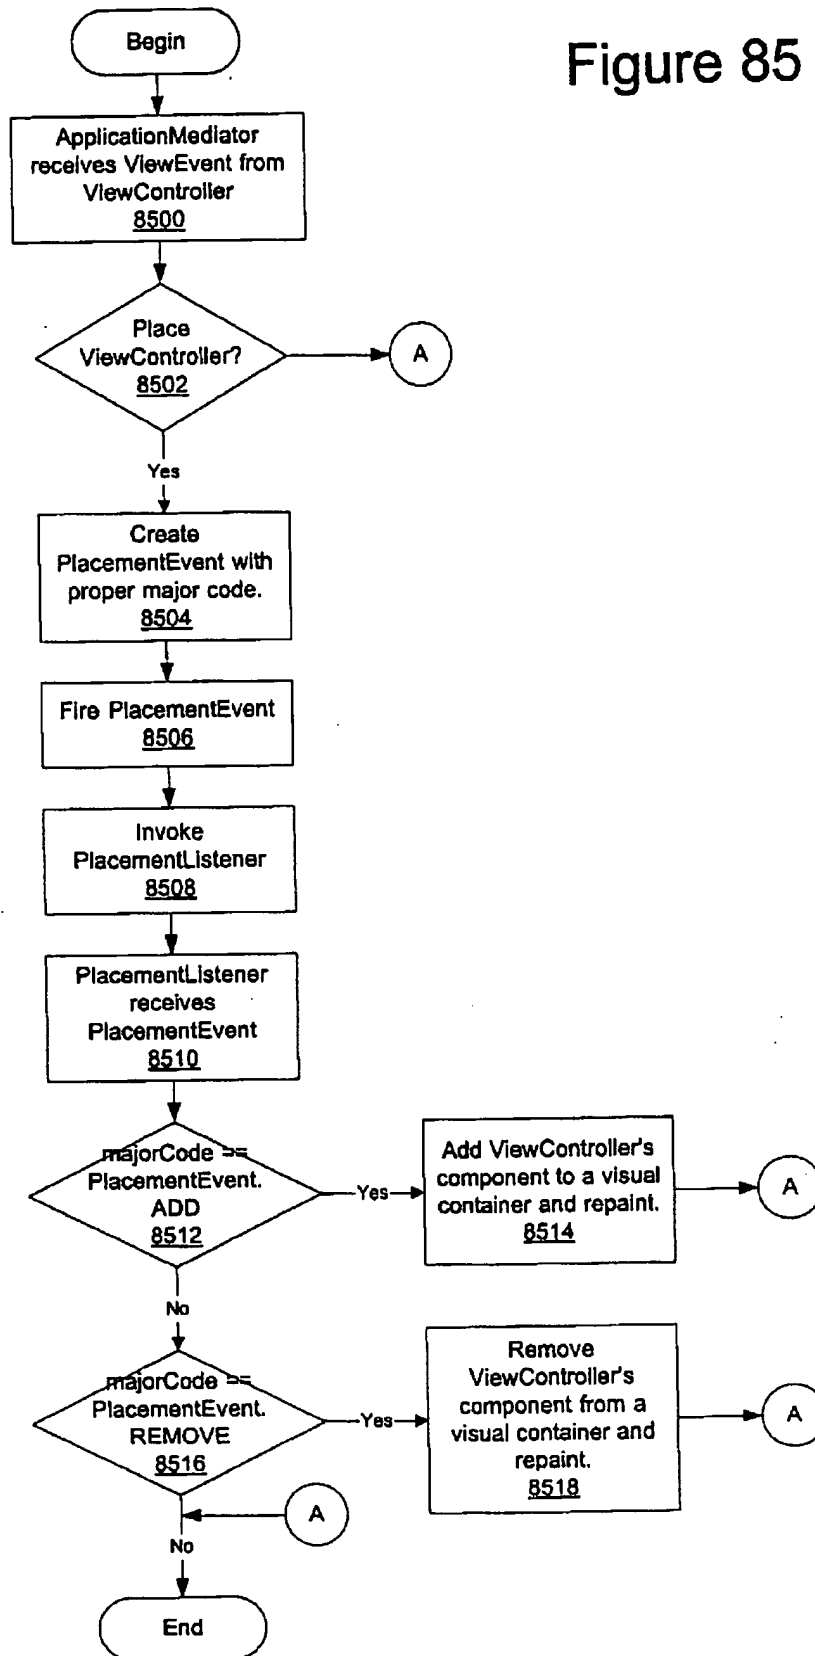 Begin
Figure 85
ApplicationMediator
receives ViewEvent from
ViewController
8500
Place
ViewController?
8502
A
Yes
Create
PlacementEvent with
proper major code.
8504
Fire PlacementEvent
8506
Invoke
PlacementListener
8508
PlacementListener
receives
PlacementEvent
8510
majorCode ==
PlacementEvent.
ADD
8512
Yes
Add ViewController's
component to a visual
container and repaint.
8514
A
No
majorCode ==
PlacementEvent.
REMOVE
8516
Yes
Remove
ViewController's
component from a
visual container and
repaint.
8518
A
A
No
End